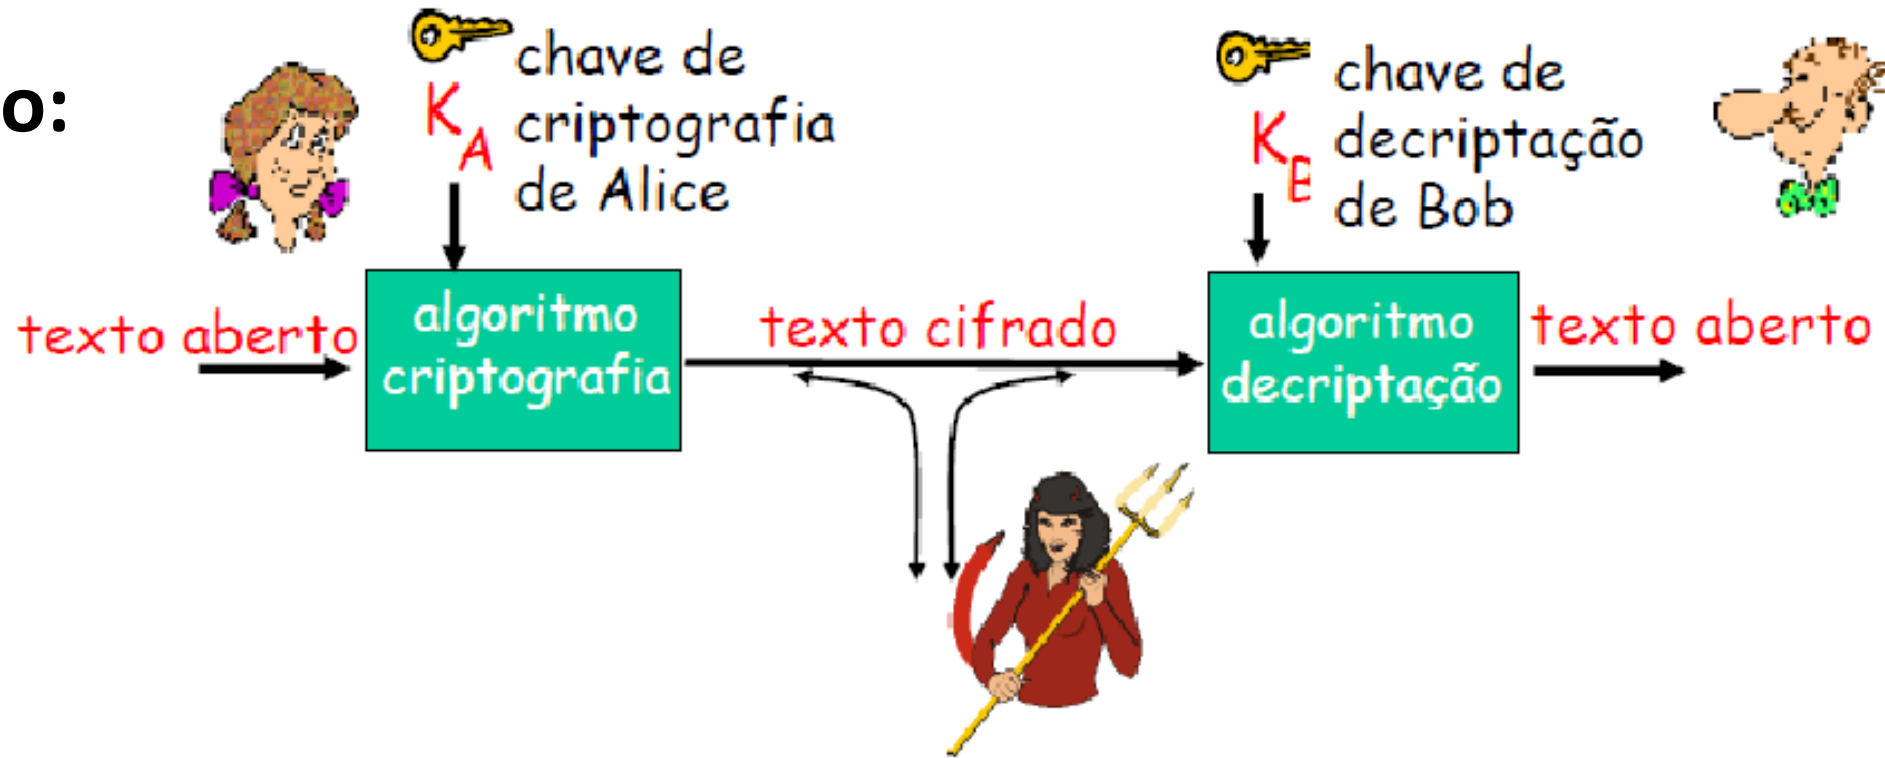 o:
chave de
criptografia
de Alice
K
A
chave de
decriptação
de Bob
K
B
texto aberto
algoritmo
criptografia
texto cifrado
algoritmo
decriptação
texto aberto